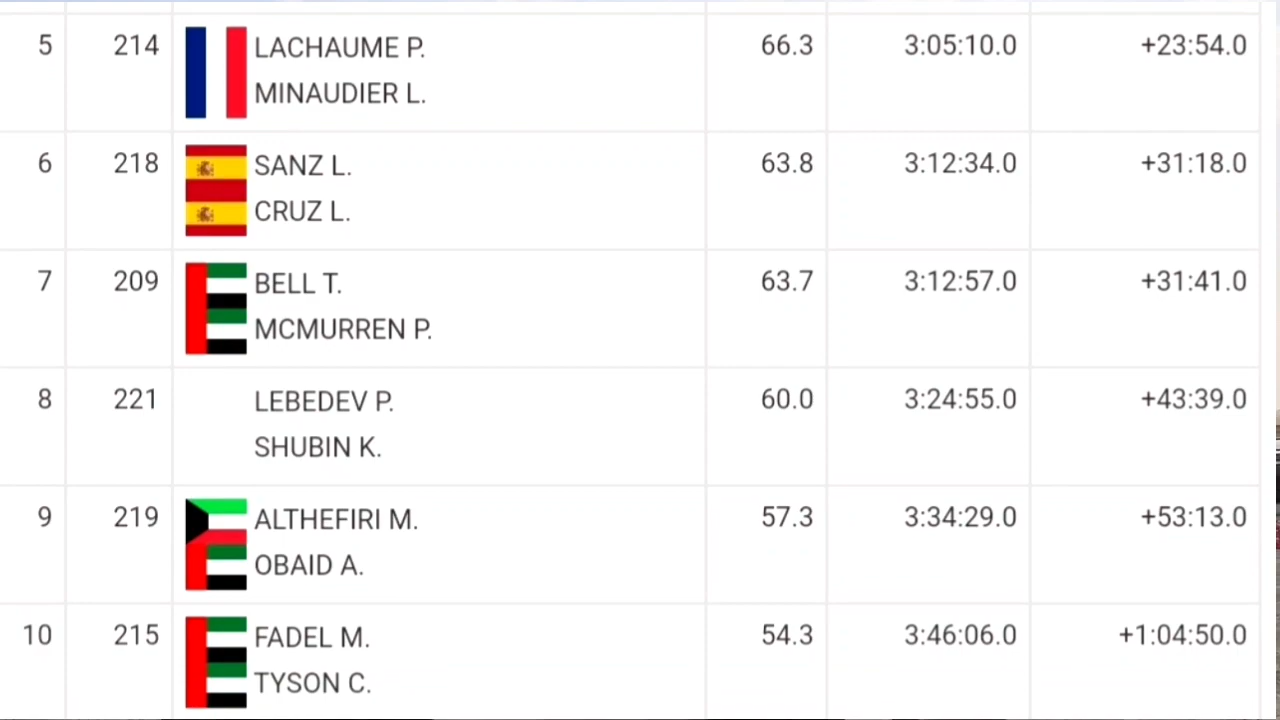 5 214 LACHAUME P. 66.3 3:05:10.0 +23:54.0
MINAUDIER L.
6 218 SANZ L. 63.8 3:12:34.0 +31:18.0
CRUZ L.
7 209 BELL T. 63.7 3:12:57.0 +31:41.0
MCMURREN P.
8 221 LEBEDEV P. 60.0 3:24:55.0 +43:39.0
SHUBIN K.
9 219 ALTHEFIRI M. 57.3 3:34:29.0 +53:13.0
OBAID A.
10 215 FADEL M. 54.3 3:46:06.0 +1:04:50.0
TYSON C.